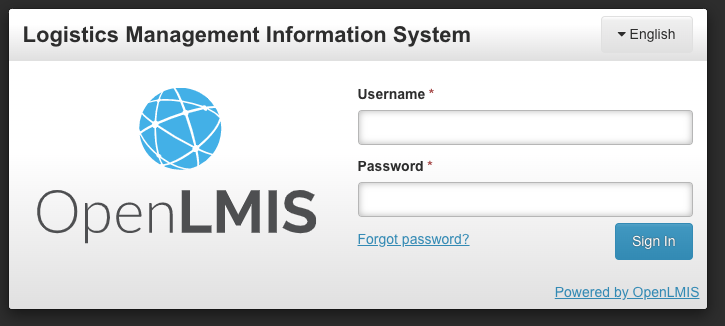 Logistics Management Information System
English
Username *
Password *
OpenLMIS
Forgot password?
Sign In
Powered by OpenLMIS